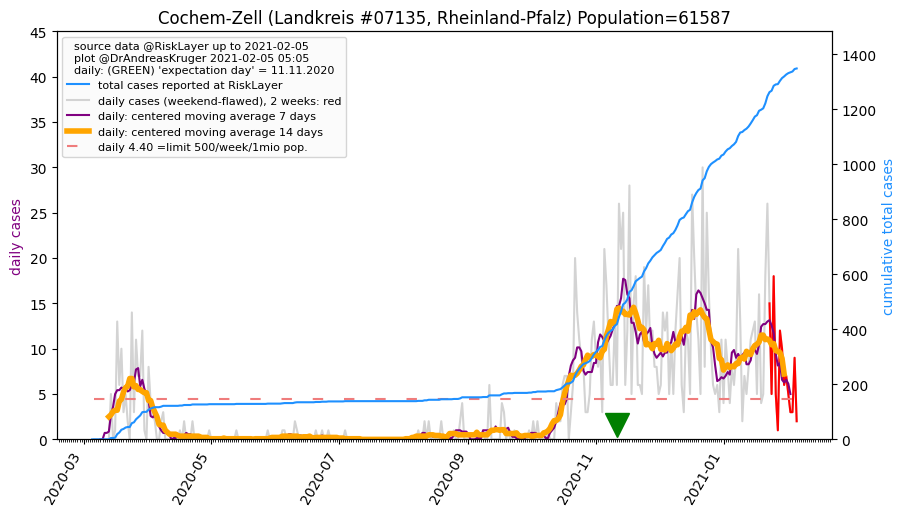 Cochem-Zell (Landkreis #07135, Rheinland-Pfalz) Population=61587
source data @RiskLayer up to 2021-02-05
plot @DrAndreasKruger 2021-02-05 05:05
daily: (GREEN) 'expectation day' = 11.11.2020
total cases reported at RiskLayer
daily cases (weekend-flawed), 2 weeks: red
daily: centered moving average 7 days
daily: centered moving average 14 days
daily 4.40 =limit 500/week/1mio pop.
daily cases
45
40
35
30
25
20
15
10
5
0
cumulative total cases
1400
1200
1000
800
600
400
200
0
2020-03
2020-05
2020-07
2020-09
2020-11
2021-01